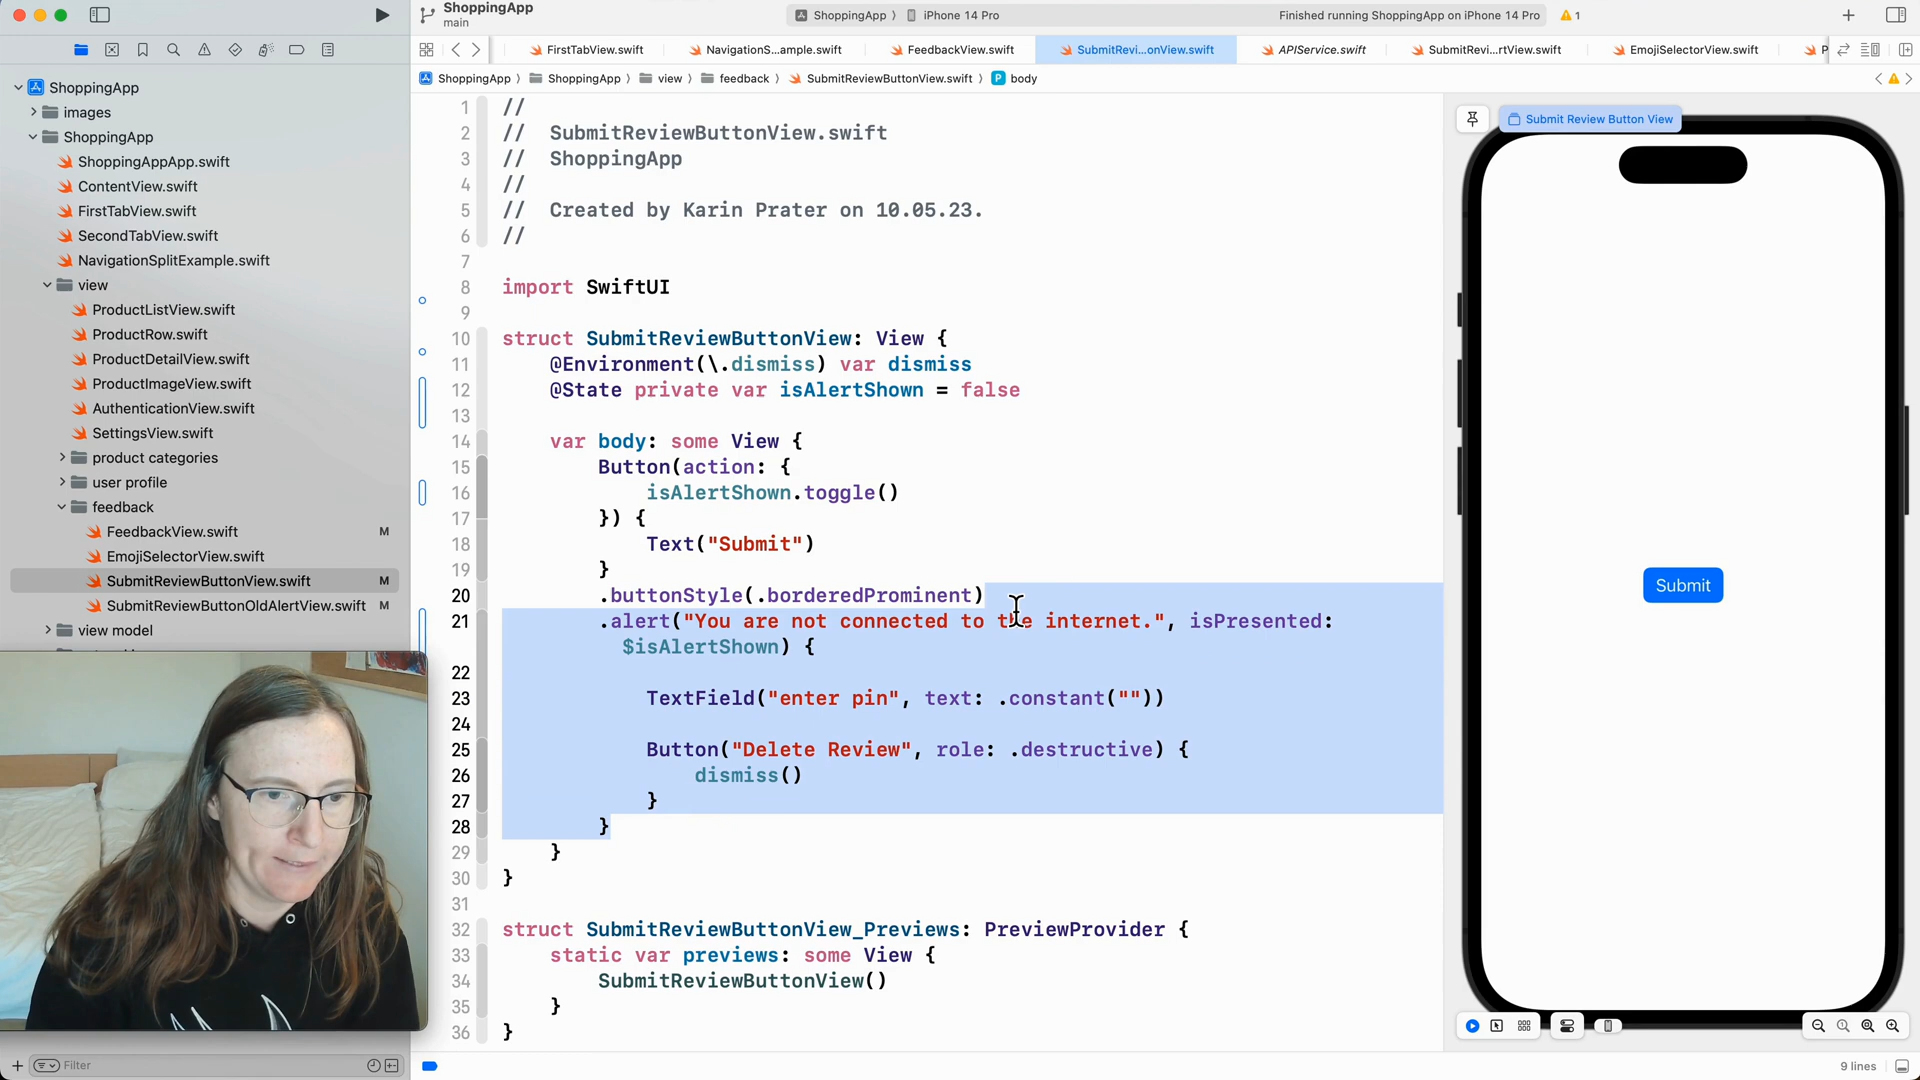 ShoppingApp
main
ShoppingApp
iPhone 14 Pro
Finished running ShoppingApp on iPhone 14 Pro
1
FirstTabView.swift
NavigationS...ample.swift
FeedbackView.swift
SubmitRevi...onView.swift
APIService.swift
SubmitRevi...rtView.swift
EmojiSelectorView.swift
P
ShoppingApp
ShoppingApp
view
feedback
SubmitReviewButtonView.swift
P
body
ShoppingApp
images
ShoppingApp
ShoppingAppApp.swift
ContentView.swift
FirstTabView.swift
SecondTabView.swift
NavigationSplitExample.swift
view
ProductListView.swift
ProductRow.swift
ProductDetailView.swift
ProductImageView.swift
AuthenticationView.swift
SettingsView.swift
product categories
user profile
feedback
FeedbackView.swift M
EmojiSelectorView.swift
SubmitReviewButtonView.swift M
SubmitReviewButtonOldAlertView.swift M
view model
Filter
1 //
2 //  SubmitReviewButtonView.swift
3 //  ShoppingApp
4 //
5 //  Created by Karin Prater on 10.05.23.
6 //
7
8 import SwiftUI
9
10 struct SubmitReviewButtonView: View {
11     @Environment(\.dismiss) var dismiss
12     @State private var isAlertShown = false
13
14     var body: some View {
15         Button(action: {
16             isAlertShown.toggle()
17         }) {
18             Text("Submit")
19         }
20         .buttonStyle(.borderedProminent)
21         .alert("You are not connected to the internet.", isPresented:
$isAlertShown) {
22
23             TextField("enter pin", text: .constant(""))
24
25             Button("Delete Review", role: .destructive) {
26                 dismiss()
27             }
28         }
29     }
30 }
31
32 struct SubmitReviewButtonView_Previews: PreviewProvider {
33     static var previews: some View {
34         SubmitReviewButtonView()
35     }
36 }
Submit Review Button View
Submit
9 lines